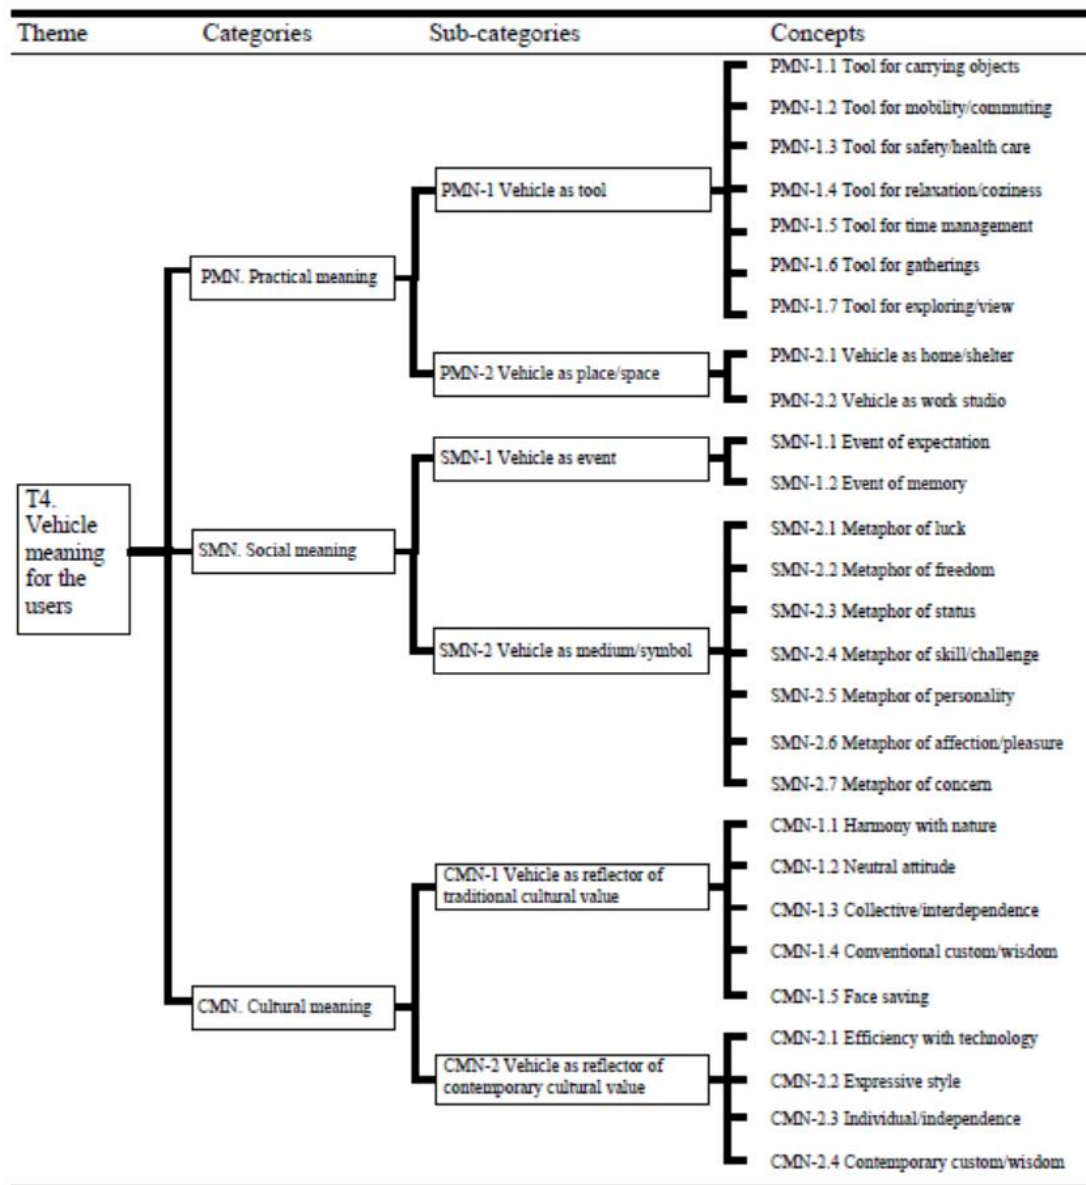 Theme
Categories
Sub-categories
Concepts
T4.
Vehicle
meaning
for the
users
PMN. Practical meaning
PMN-1 Vehicle as tool
PMN-1.1 Tool for carrying objects
PMN-1.2 Tool for mobility/commuting
PMN-1.3 Tool for safety/health care
PMN-1.4 Tool for relaxation/coziness
PMN-1.5 Tool for time management
PMN-1.6 Tool for gatherings
PMN-1.7 Tool for exploring/view
PMN-2 Vehicle as place/space
PMN-2.1 Vehicle as home/shelter
PMN-2.2 Vehicle as work studio
SMN. Social meaning
SMN-1 Vehicle as event
SMN-1.1 Event of expectation
SMN-1.2 Event of memory
SMN-2 Vehicle as medium/symbol
SMN-2.1 Metaphor of luck
SMN-2.2 Metaphor of freedom
SMN-2.3 Metaphor of status
SMN-2.4 Metaphor of skill/challenge
SMN-2.5 Metaphor of personality
SMN-2.6 Metaphor of affection/pleasure
SMN-2.7 Metaphor of concern
CMN. Cultural meaning
CMN-1 Vehicle as reflector of
traditional cultural value
CMN-1.1 Harmony with nature
CMN-1.2 Neutral attitude
CMN-1.3 Collective/interdependence
CMN-1.4 Conventional custom/wisdom
CMN-1.5 Face saving
CMN-2 Vehicle as reflector of
contemporary cultural value
CMN-2.1 Efficiency with technology
CMN-2.2 Expressive style
CMN-2.3 Individual/independence
CMN-2.4 Contemporary custom/wisdom